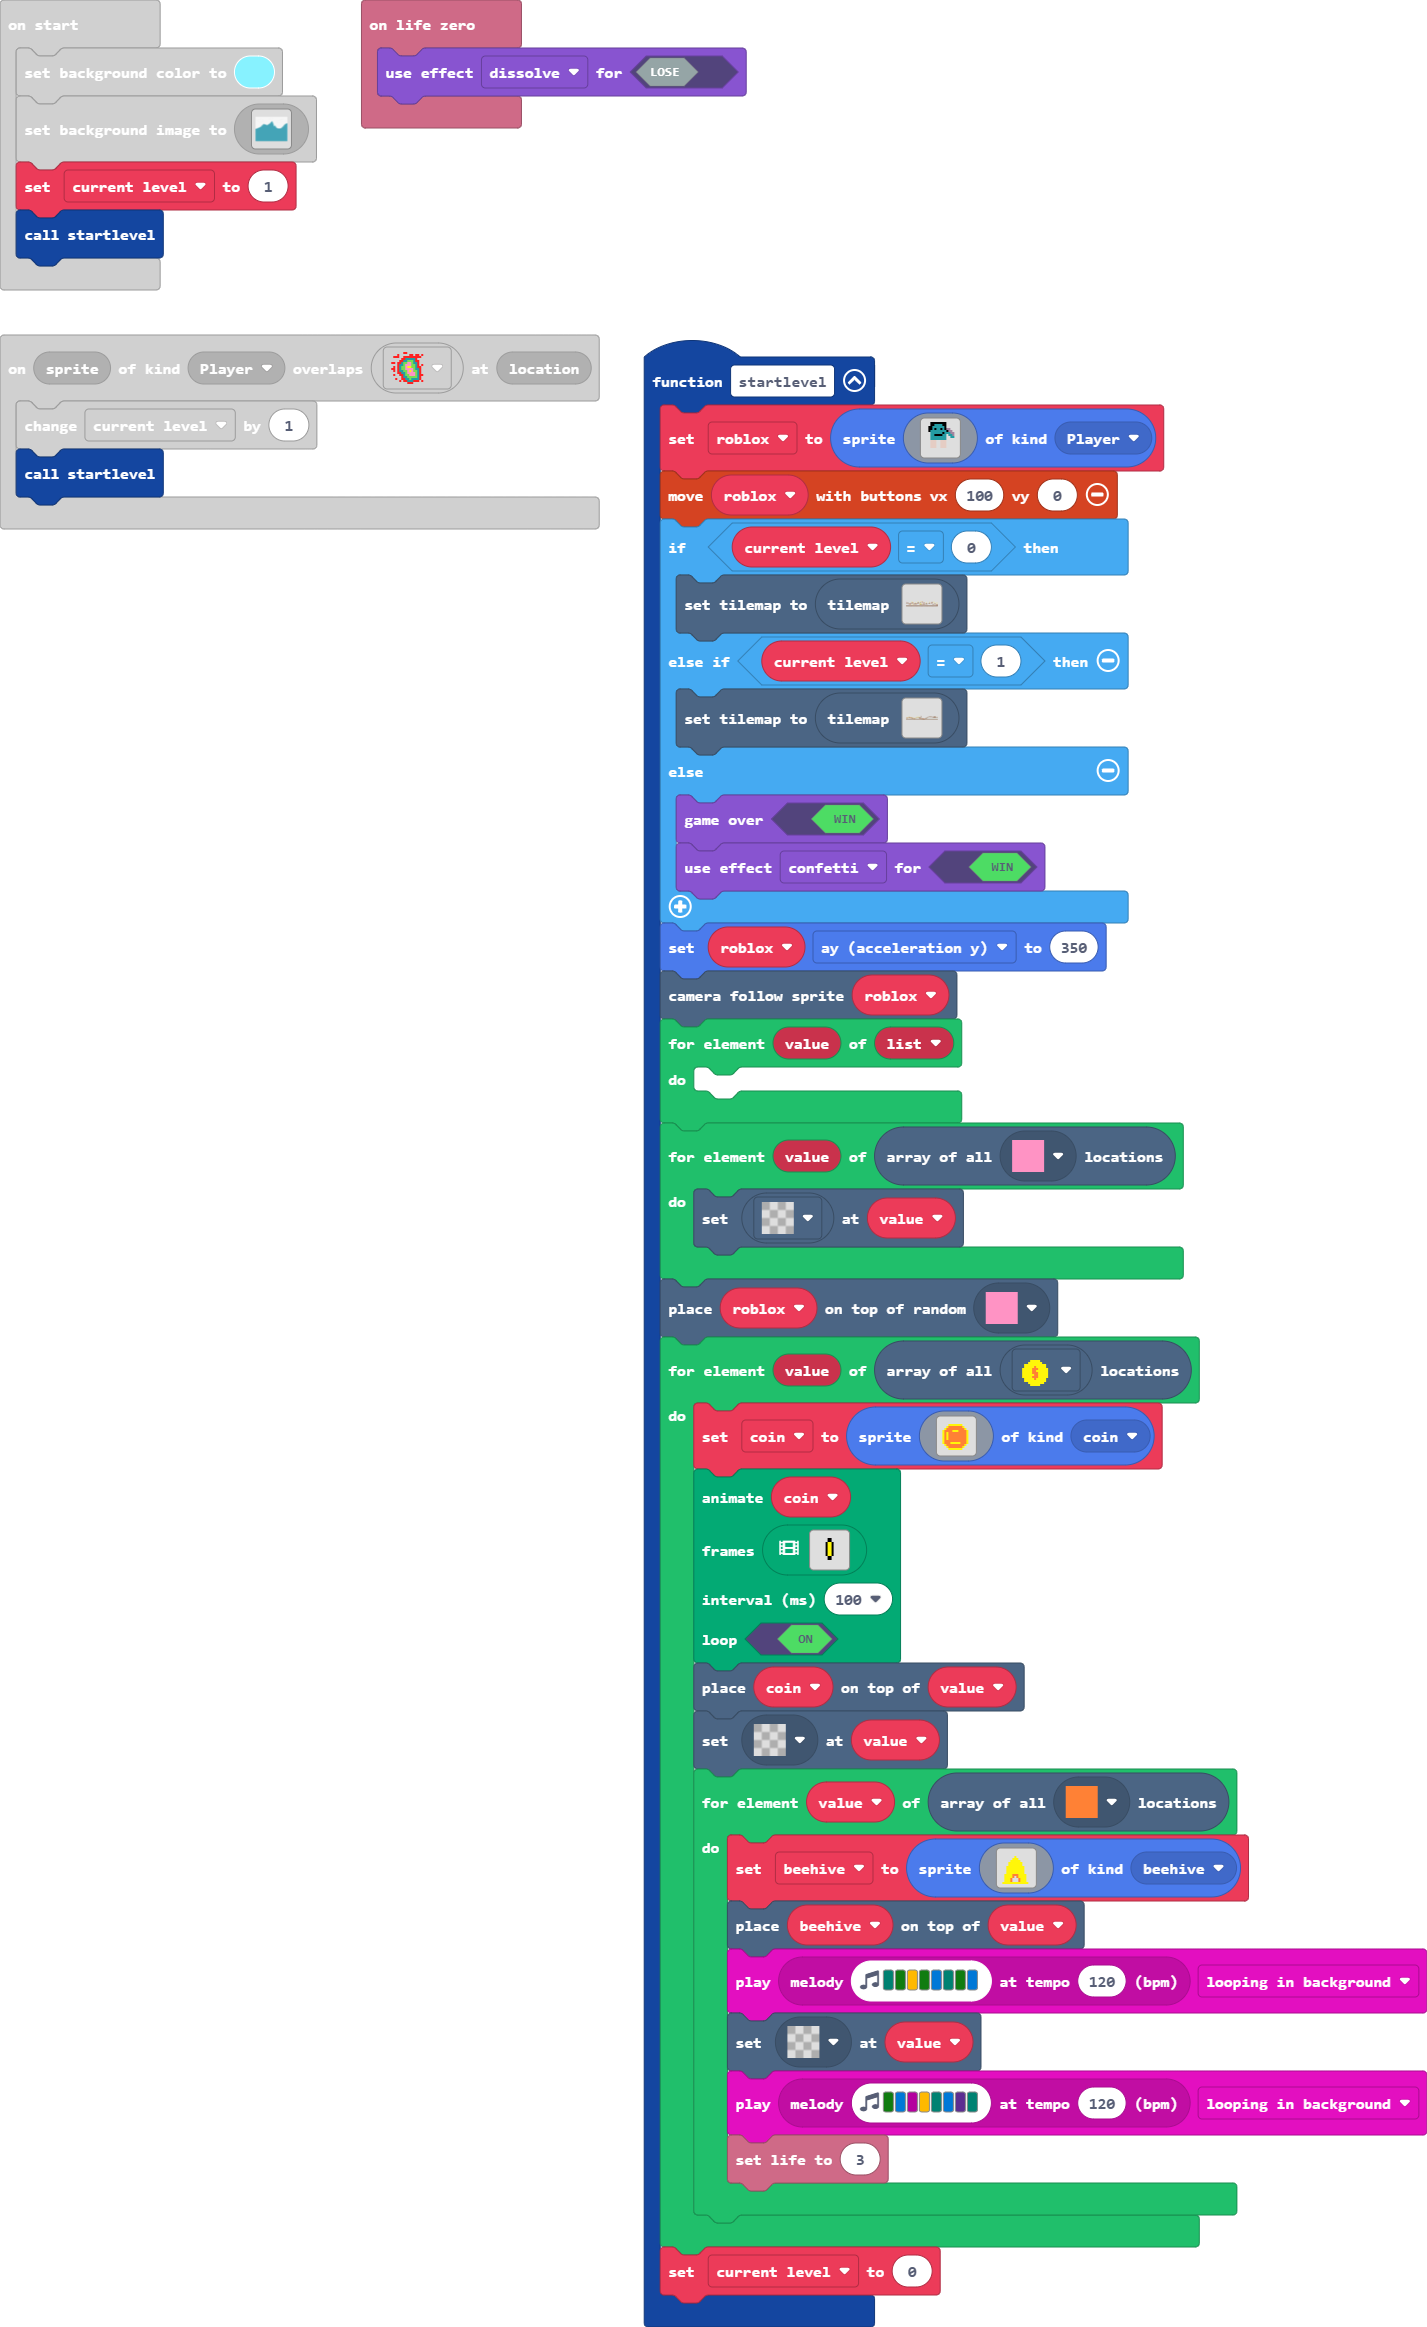 on start
set background color to
set background image to
set current level to 1
call startlevel
on life zero
use effect dissolve for LOSE
on sprite of kind Player overlaps at location
change current level by 1
call startlevel
function startlevel
set roblox to sprite of kind Player
move roblox with buttons vx 100 vy 0
if current level = 0 then
set tilemap to tilemap
else if current level = 1 then
set tilemap to tilemap
else
game over WIN
use effect confetti for WIN
set roblox ay (acceleration y) to 350
camera follow sprite roblox
for element value of list
do
for element value of array of all locations
do
set at value
place roblox on top of random
for element value of array of all $ locations
do
set coin to sprite of kind coin
animate coin
frames
interval (ms) 100
loop ON
place coin on top of value
set at value
for element value of array of all locations
do
set beehive to sprite of kind beehive
place beehive on top of value
play melody at tempo 120 (bpm) looping in background
set at value
play melody at tempo 120 (bpm) looping in background
set life to 3
set current level to 0